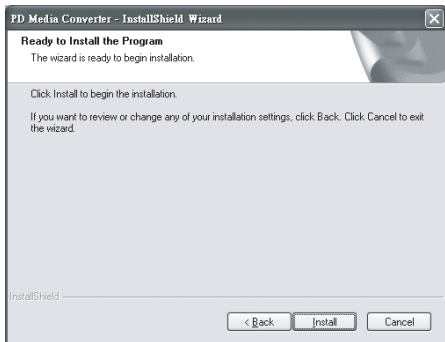 PD Media Converter - InstallShield Wizard
Ready to Install the Program
The wizard is ready to begin installation.
Click Install to begin the installation.
If you want to review or change any of your installation settings, click Back. Click Cancel to exit
the wizard.
InstallShield
< Back Install Cancel